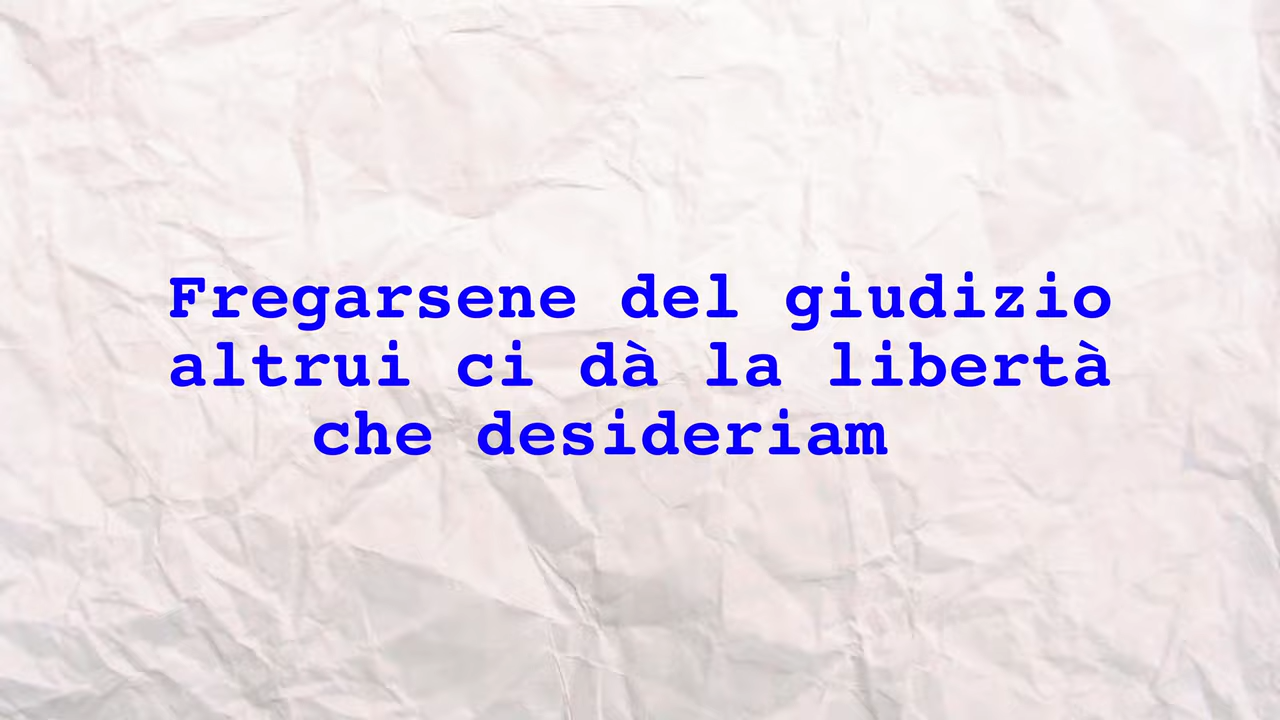 Fregarsene del giudizio
altrui ci dà la libertà
che desideriam